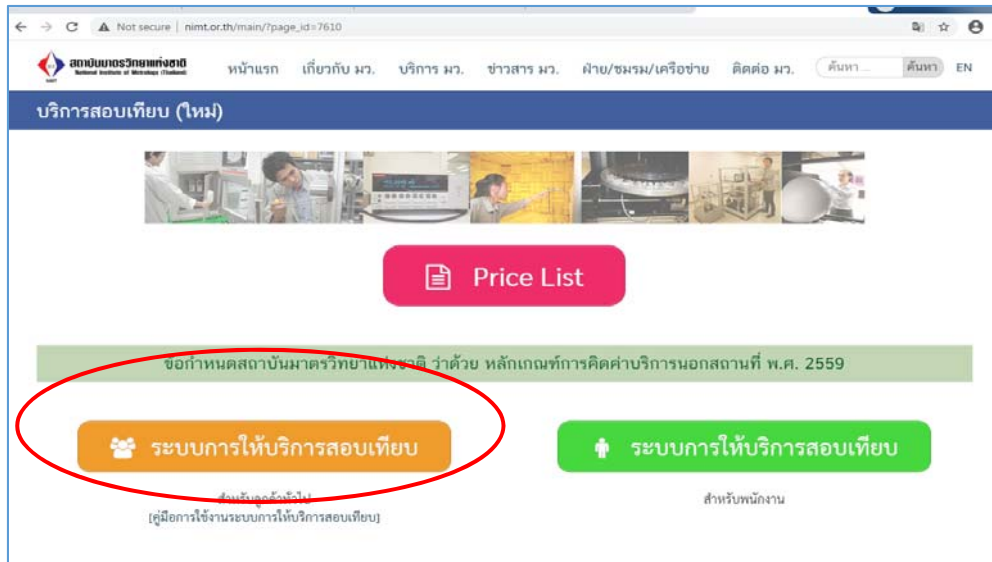 Not secure | nimt.or.th/main/?page_id=7610
สถาบันมาตรวิทยาแห่งชาติ
National Institute of Metrology (Thailand)
หน้าแรก เกี่ยวกับ มว. บริการ มว. ข่าวสาร มว. ฝ่าย/ชมรม/เครือข่าย ติดต่อ มว. ค้นหา ... ค้นหา EN
บริการสอบเทียบ (ใหม่)
Price List
ข้อกำหนดสถาบันมาตรวิทยาแห่งชาติ ว่าด้วย หลักเกณฑ์การคิดค่าบริการนอกสถานที่ พ.ศ. 2559
ระบบการให้บริการสอบเทียบ ระบบการให้บริการสอบเทียบ
สำหรับลูกค้าทั่วไป สำหรับพนักงาน
[คู่มือการใช้งานระบบการให้บริการสอบเทียบ]